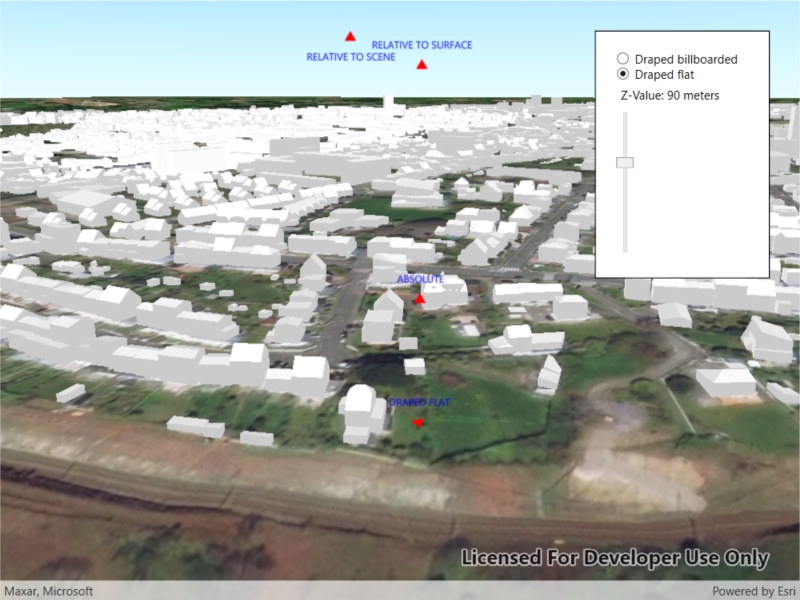 RELATIVE TO SURFACE
RELATIVE TO SCENE
Draped billboarded
Draped flat
Z-Value: 90 meters
ABSOLUTE
DRAPED FLAT
Licensed For Developer Use Only
Maxar, Microsoft
Powered by Esri